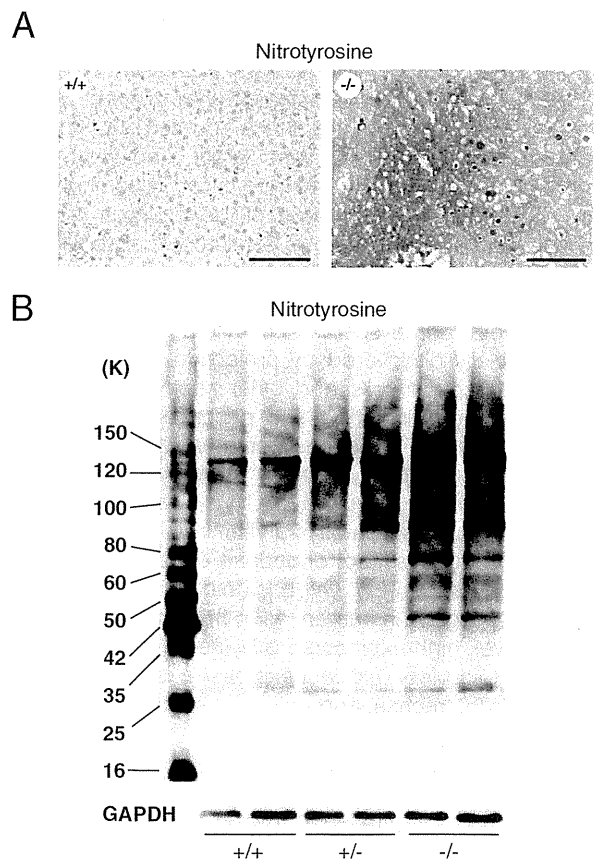 A
Nitrotyrosine
+/+
-/-
B
Nitrotyrosine
(K)
150
120
100
80
60
50
42
35
25
16
GAPDH
+/+ +/- -/-